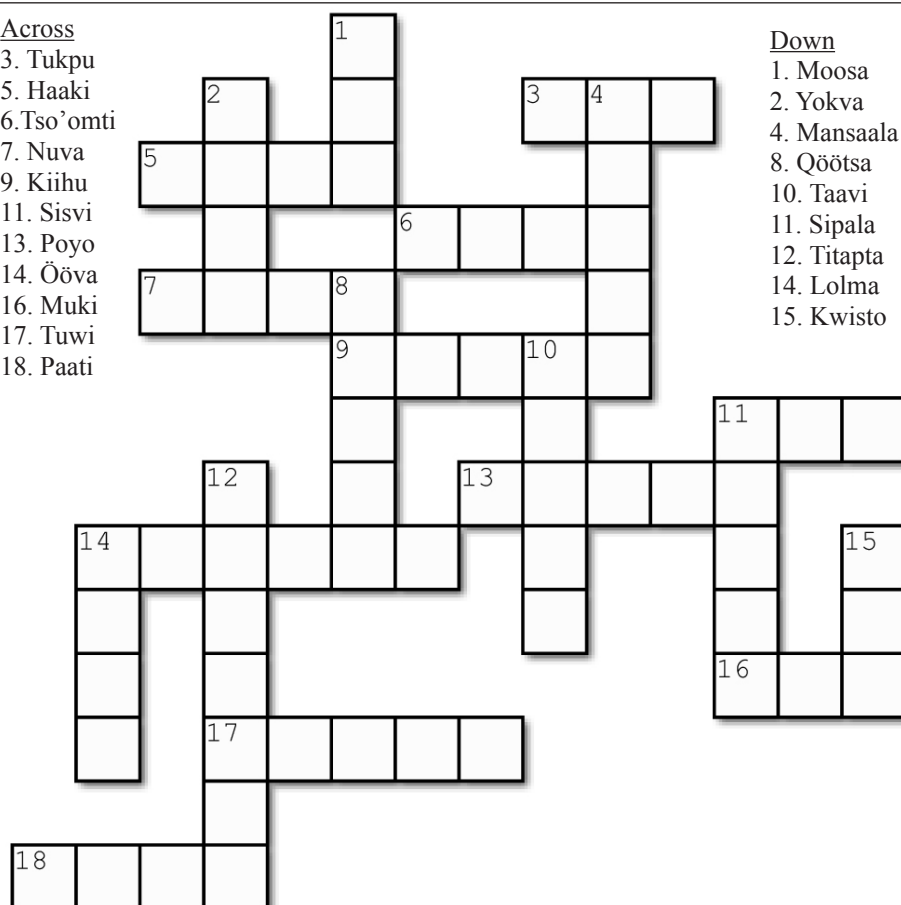 Across
3. Tukpu
5. Haaki
6.Tso’omti
7. Nuva
9. Kiihu
11. Sisvi
13. Poyo
14. Ööva
16. Muki
17. Tuwi
18. Paati
Down
1. Moosa
2. Yokva
4. Mansaala
8. Qöötsa
10. Taavi
11. Sipala
12. Titapta
14. Lolma
15. Kwisto
1
2
3 4
5
6
7 8
9 10
11
12 13
14 15
16
17
18